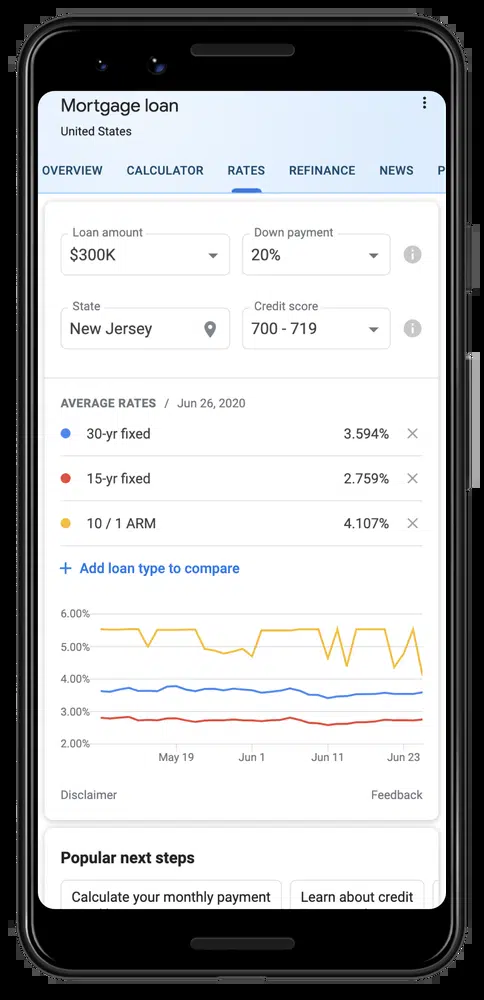 Mortgage loan
United States
OVERVIEW CALCULATOR RATES REFINANCE NEWS P
Loan amount Down payment
$300K 20%
State Credit score
New Jersey 700 - 719
AVERAGE RATES / Jun 26, 2020
30-yr fixed 3.594%
15-yr fixed 2.759%
10 / 1 ARM 4.107%
+ Add loan type to compare
6.00%
5.00%
4.00%
3.00%
2.00%
May 19 Jun 1 Jun 11 Jun 23
Disclaimer Feedback
Popular next steps
Calculate your monthly payment Learn about credit